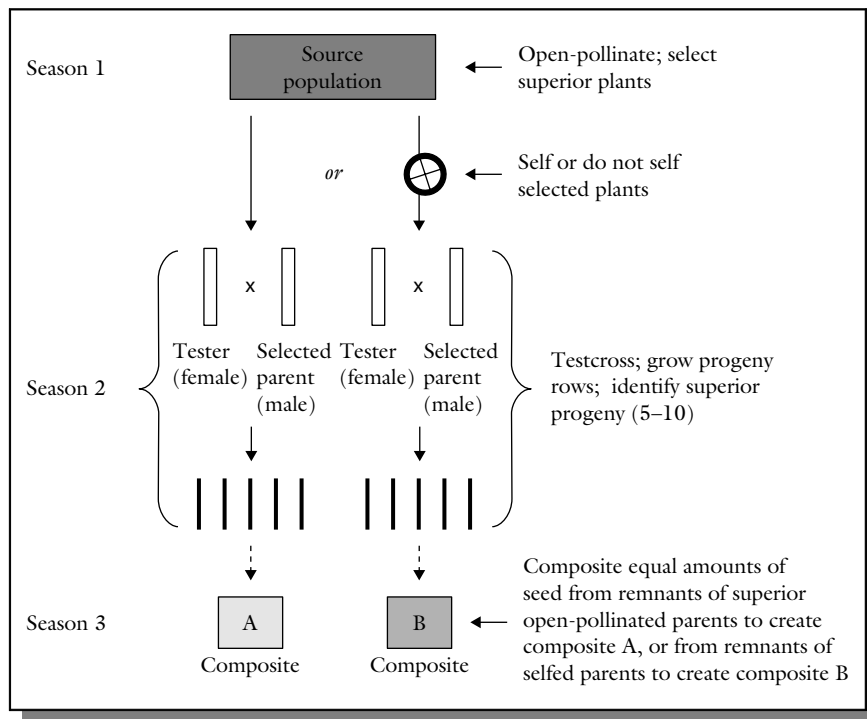 Season 1
Source
population
Open-pollinate; select
superior plants
or
Self or do not self
selected plants
x
x
Tester
(female)
Selected
parent
(male)
Tester
(female)
Selected
parent
(male)
Season 2
Testcross; grow progeny
rows; identify superior
progeny (5–10)
Season 3
A
Composite
B
Composite
Composite equal amounts of
seed from remnants of superior
open-pollinated parents to create
composite A, or from remnants of
selfed parents to create composite B